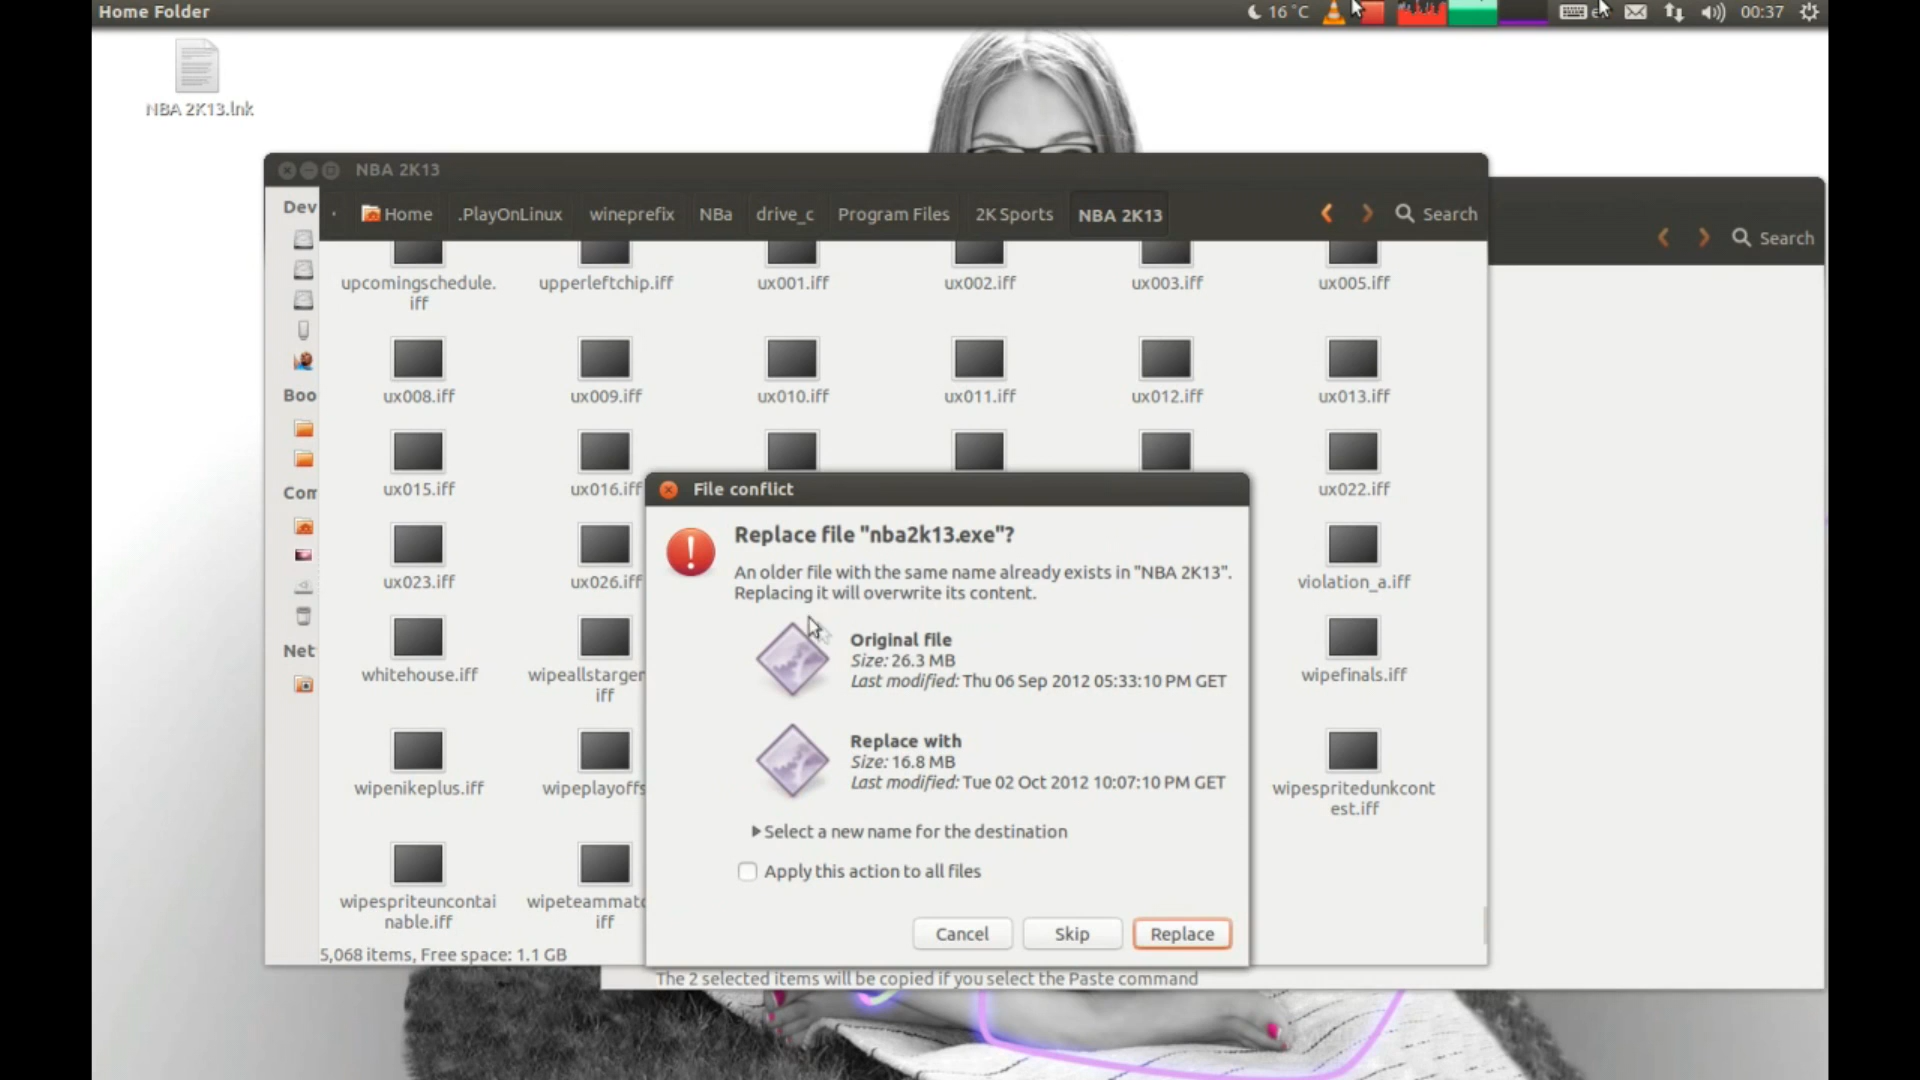 Home Folder
16 °C
00:37
NBA 2K13.lnk
NBA 2K13
Dev
Home
.PlayOnLinux
wineprefix
NBa
drive_c
Program Files
2K Sports
NBA 2K13
Search
Search
upcomingschedule.
iff
upperleftchip.iff
ux001.iff
ux002.iff
ux003.iff
ux005.iff
ux008.iff
ux009.iff
ux010.iff
ux011.iff
ux012.iff
ux013.iff
Boo
ux015.iff
ux016.iff
ux022.iff
Com
ux023.iff
ux026.iff
violation_a.iff
Net
whitehouse.iff
wipeallstarger
iff
wipefinals.iff
wipenikeplus.iff
wipeplayoffs
wipespritedunkcont
est.iff
wipespriteuncontai
nable.iff
wipeteammatc
iff
5,068 items, Free space: 1.1 GB
File conflict
Replace file "nba2k13.exe"?
An older file with the same name already exists in "NBA 2K13".
Replacing it will overwrite its content.
Original file
Size: 26.3 MB
Last modified: Thu 06 Sep 2012 05:33:10 PM GET
Replace with
Size: 16.8 MB
Last modified: Tue 02 Oct 2012 10:07:10 PM GET
Select a new name for the destination
Apply this action to all files
Cancel
Skip
Replace
The 2 selected items will be copied if you select the Paste command